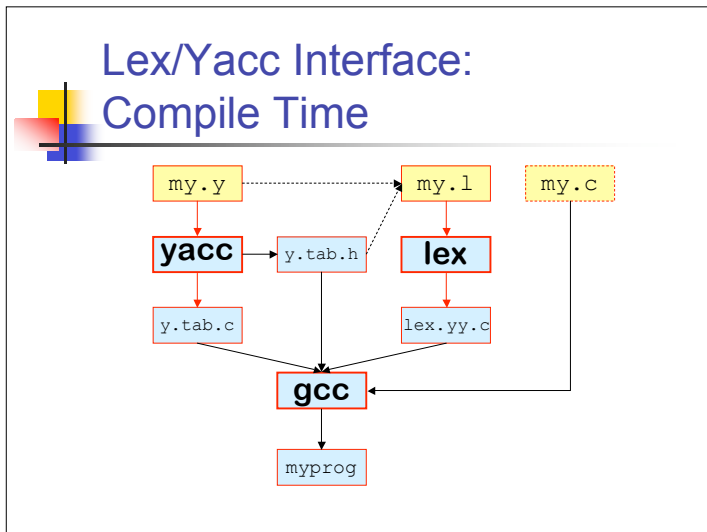 Lex/Yacc Interface:
Compile Time
my.y
my.l
my.c
yacc
y.tab.h
lex
y.tab.c
lex.yy.c
gcc
myprog